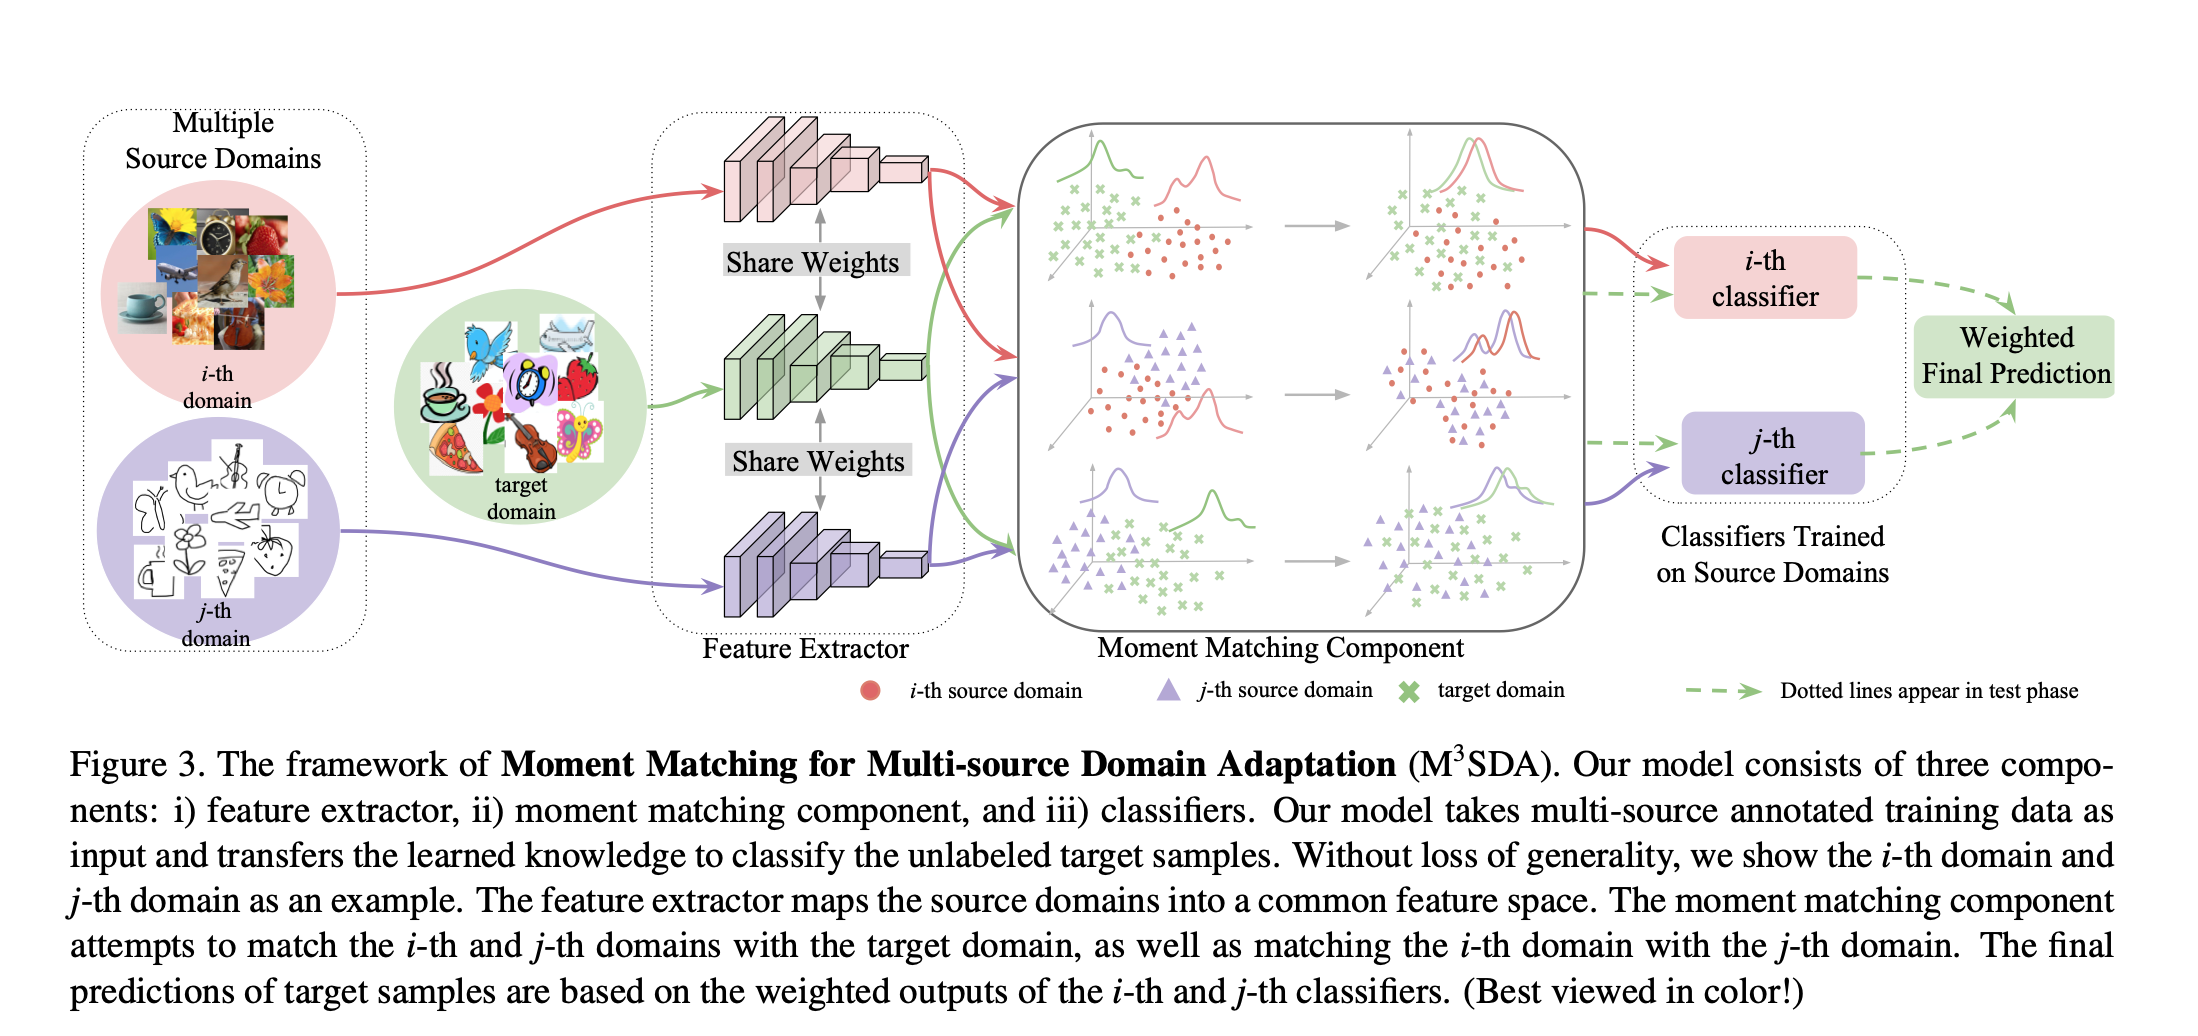 Multiple
Source Domains
i-th
domain
j-th
domain
target
domain
Share Weights
Share Weights
Feature Extractor
Moment Matching Component
i-th
classifier
j-th
classifier
Classifiers Trained
on Source Domains
Weighted
Final Prediction
i-th source domain
j-th source domain
target domain
Dotted lines appear in test phase
Figure 3. The framework of Moment Matching for Multi-source Domain Adaptation (M³SDA). Our model consists of three compo-
nents: i) feature extractor, ii) moment matching component, and iii) classifiers. Our model takes multi-source annotated training data as
input and transfers the learned knowledge to classify the unlabeled target samples. Without loss of generality, we show the i-th domain and
j-th domain as an example. The feature extractor maps the source domains into a common feature space. The moment matching component
attempts to match the i-th and j-th domains with the target domain, as well as matching the i-th domain with the j-th domain. The final
predictions of target samples are based on the weighted outputs of the i-th and j-th classifiers. (Best viewed in color!)